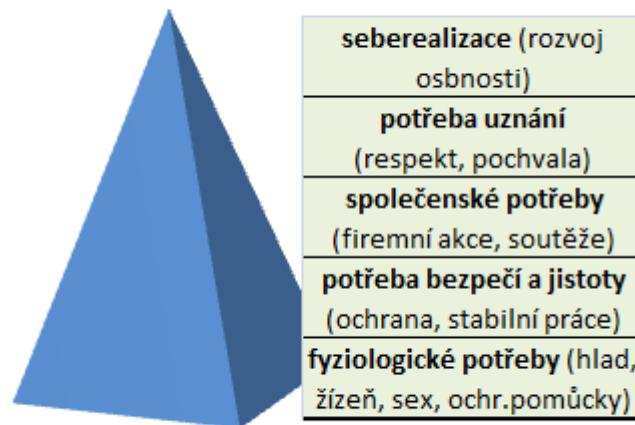 seberealizace (rozvoj
osbnosti)
potřeba uznání
(respekt, pochvala)
společenské potřeby
(firemní akce, soutěže)
potřeba bezpečí a jistoty
(ochrana, stabilní práce)
fyziologické potřeby (hlad,
žízeň, sex, ochr.pomůcky)